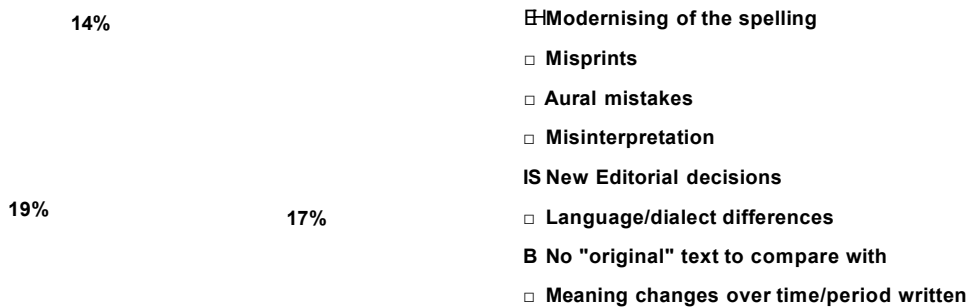 14%
19%
17%
Modernising of the spelling
□ Misprints
□ Aural mistakes
□ Misinterpretation
IS New Editorial decisions
□ Language/dialect differences
B No "original" text to compare with
□ Meaning changes over time/period written